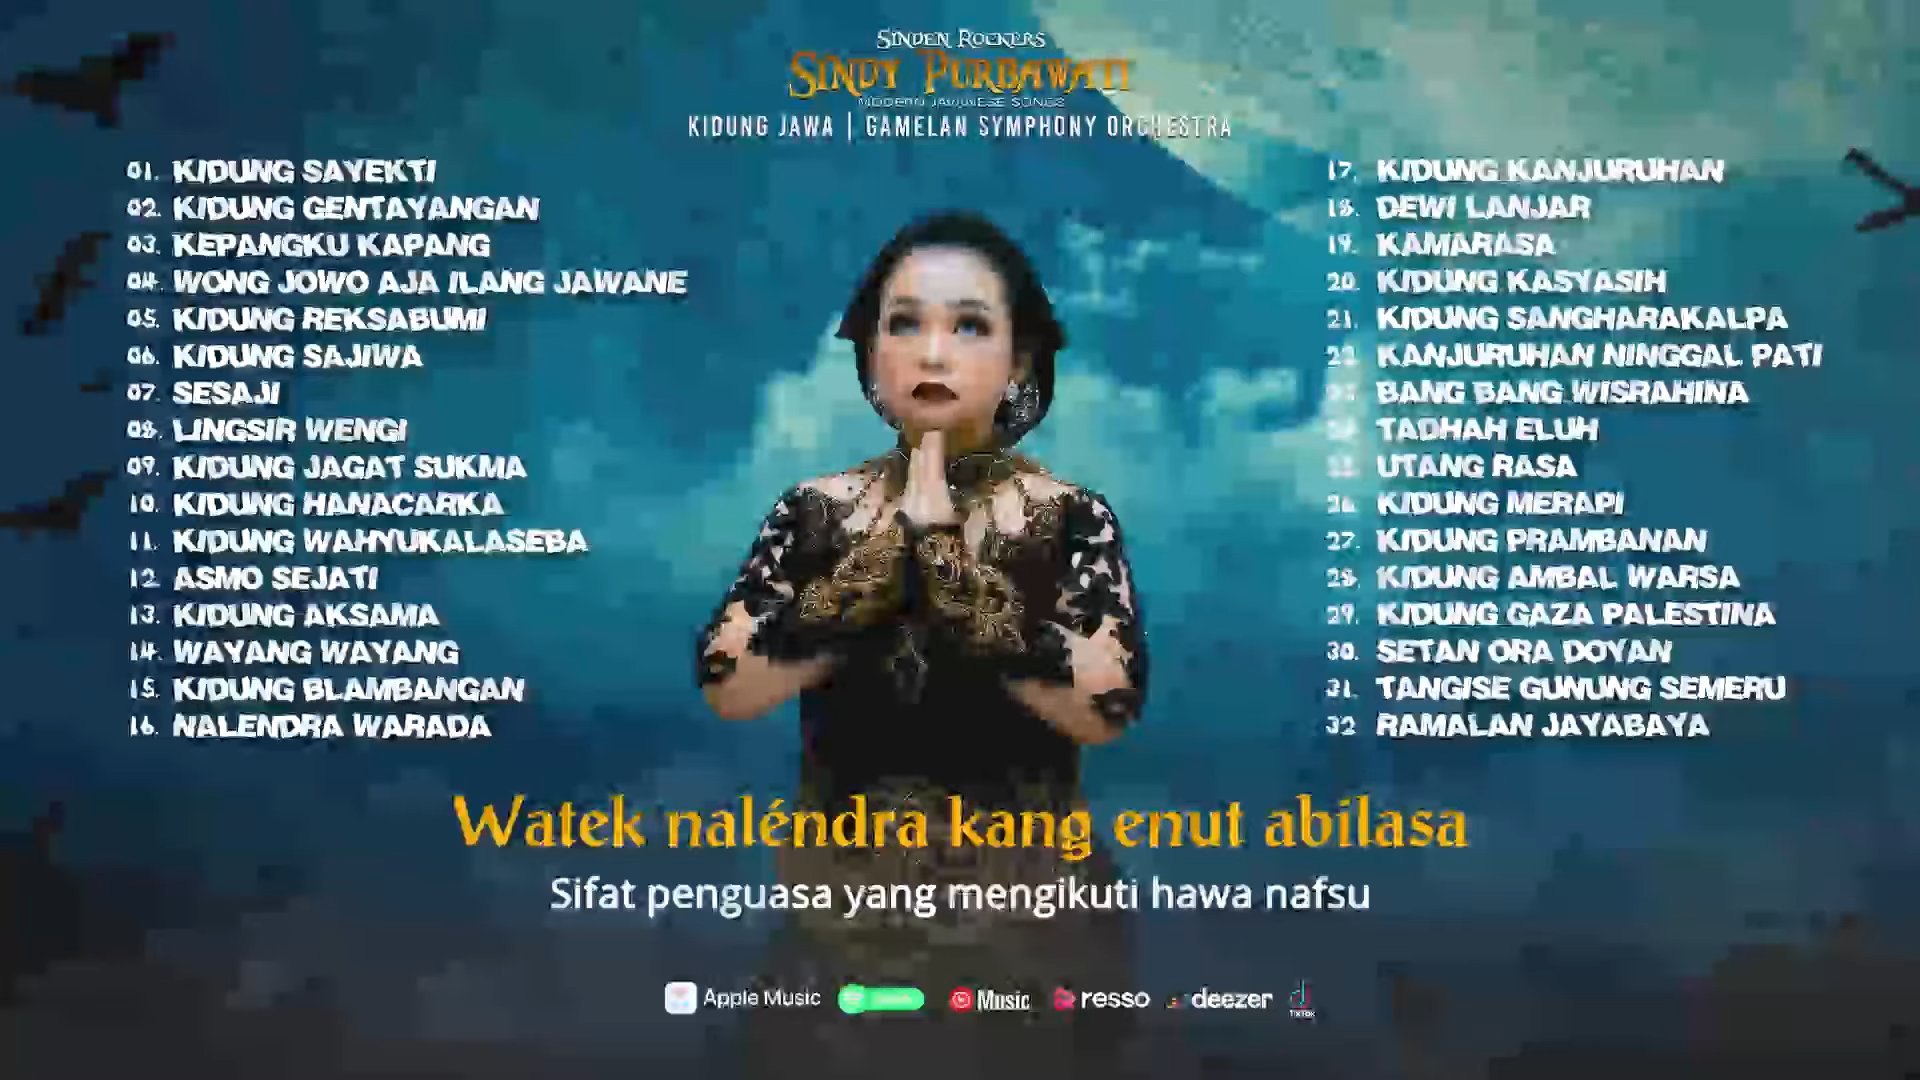 SINDEN ROCKERS
SINDY PURBAWATI
MODERN JAVANESE SONGS
KIDUNG JAWA | GAMELAN SYMPHONY ORCHESTRA
01. KIDUNG SAYEKTI
02. KIDUNG GENTAYANGAN
03. KEPANGKU KAPANG
04. WONG JOWO AJA ILANG JAWANE
05. KIDUNG REKSABUMI
06. KIDUNG SAJIWA
07. SESAJI
08. LINGSIR WENGI
09. KIDUNG JAGAT SUKMA
10. KIDUNG HANACARKA
11. KIDUNG WAHYUKALASEBA
12. ASMO SEJATI
13. KIDUNG AKSAMA
14. WAYANG WAYANG
15. KIDUNG BLAMBANGAN
16. NALENDRA WARADA
17. KIDUNG KANJURUHAN
18. DEWI LANJAR
19. KAMARASA
20. KIDUNG KASYASIH
21. KIDUNG SANGHARAKALPA
22. KANJURUHAN NINGGAL PATI
BANG BANG WISRAHINA
TADHAH ELUH
UTANG RASA
26. KIDUNG MERAPI
27. KIDUNG PRAMBANAN
28. KIDUNG AMBAL WARSA
29. KIDUNG GAZA PALESTINA
30. SETAN ORA DOYAN
31. TANGISE GUNUNG SEMERU
32 RAMALAN JAYABAYA
Watek naléndra kang enut abilasa
Sifat penguasa yang mengikuti hawa nafsu
Apple Music
Music
resso
deezer
TikTok